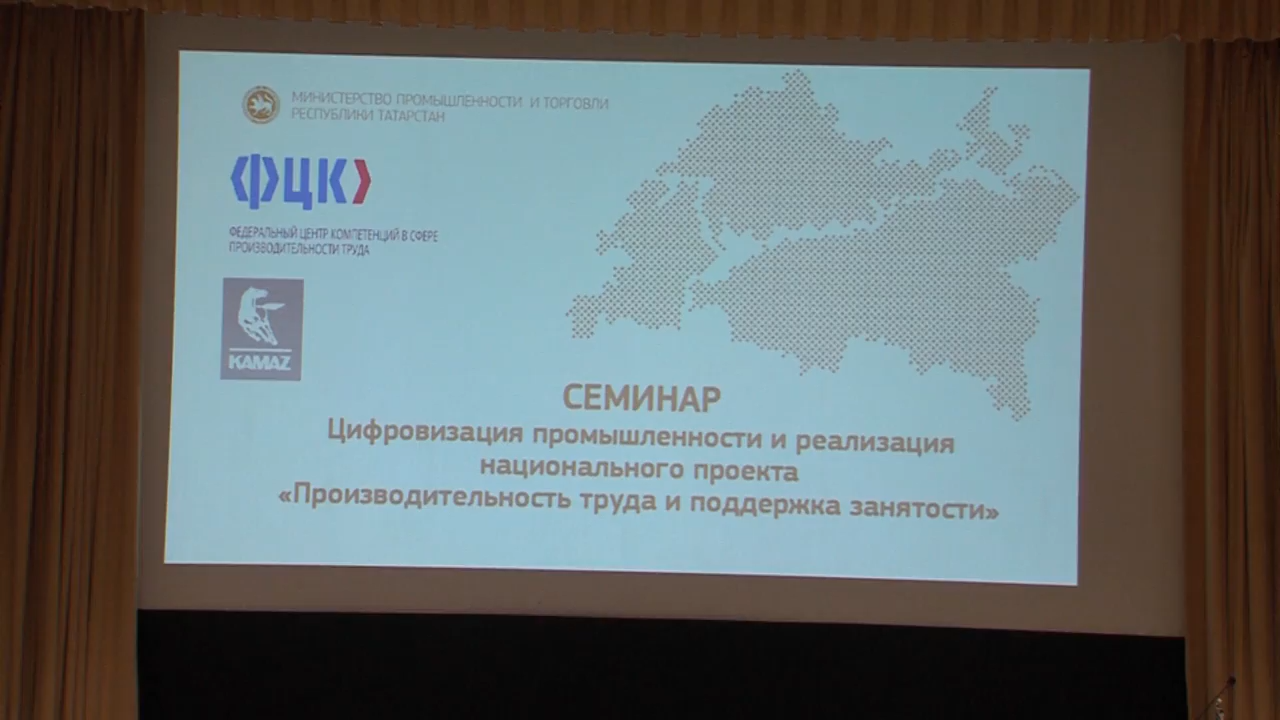 МИНИСТЕРСТВО ПРОМЫШЛЕННОСТИ И ТОРГОВЛИ
РЕСПУБЛИКИ ТАТАРСТАН
ФЦК
ФЕДЕРАЛЬНЫЙ ЦЕНТР КОМПЕТЕНЦИЙ В СФЕРЕ
ПРОИЗВОДИТЕЛЬНОСТИ ТРУДА
KAMAZ
СЕМИНАР
Цифровизация промышленности и реализация
национального проекта
«Производительность труда и поддержка занятости»